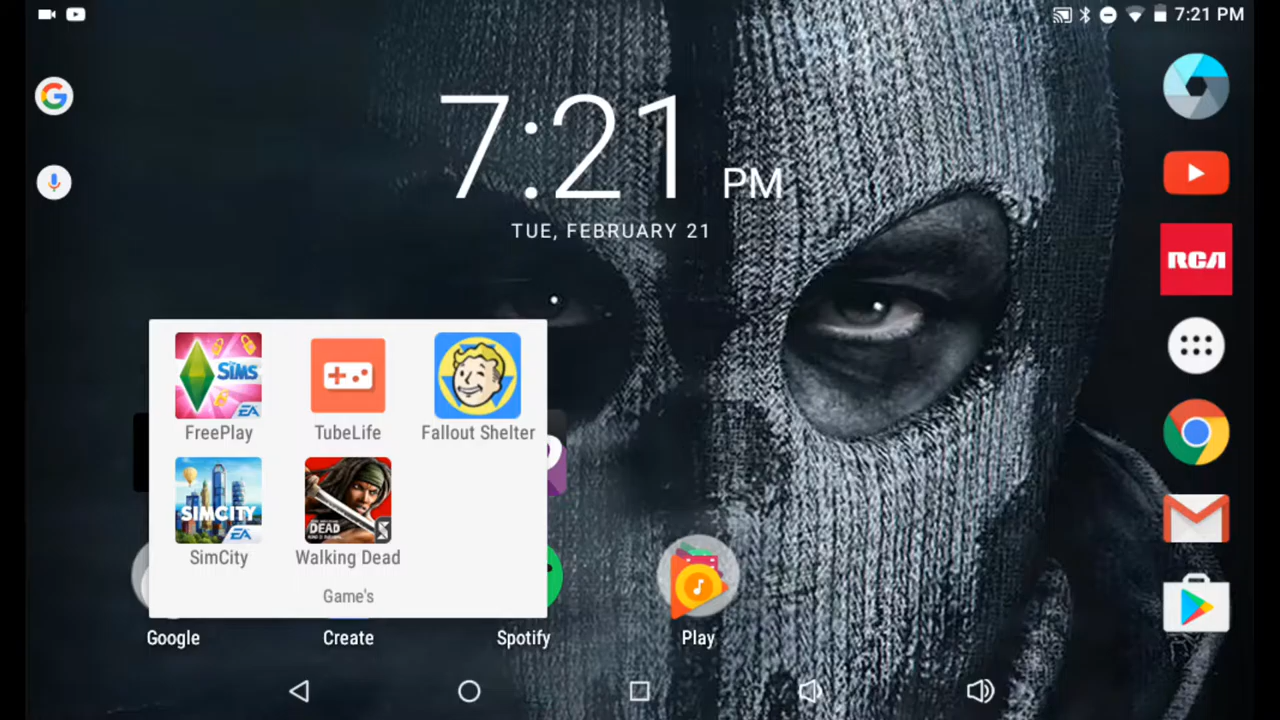 7:21 PM
7:21 PM
TUE, FEBRUARY 21
RCA
SIMS
EA
FreePlay
TubeLife
Fallout Shelter
SIMCITY
EA
DEAD
SimCity
Walking Dead
Game's
Google
Create
Spotify
Play